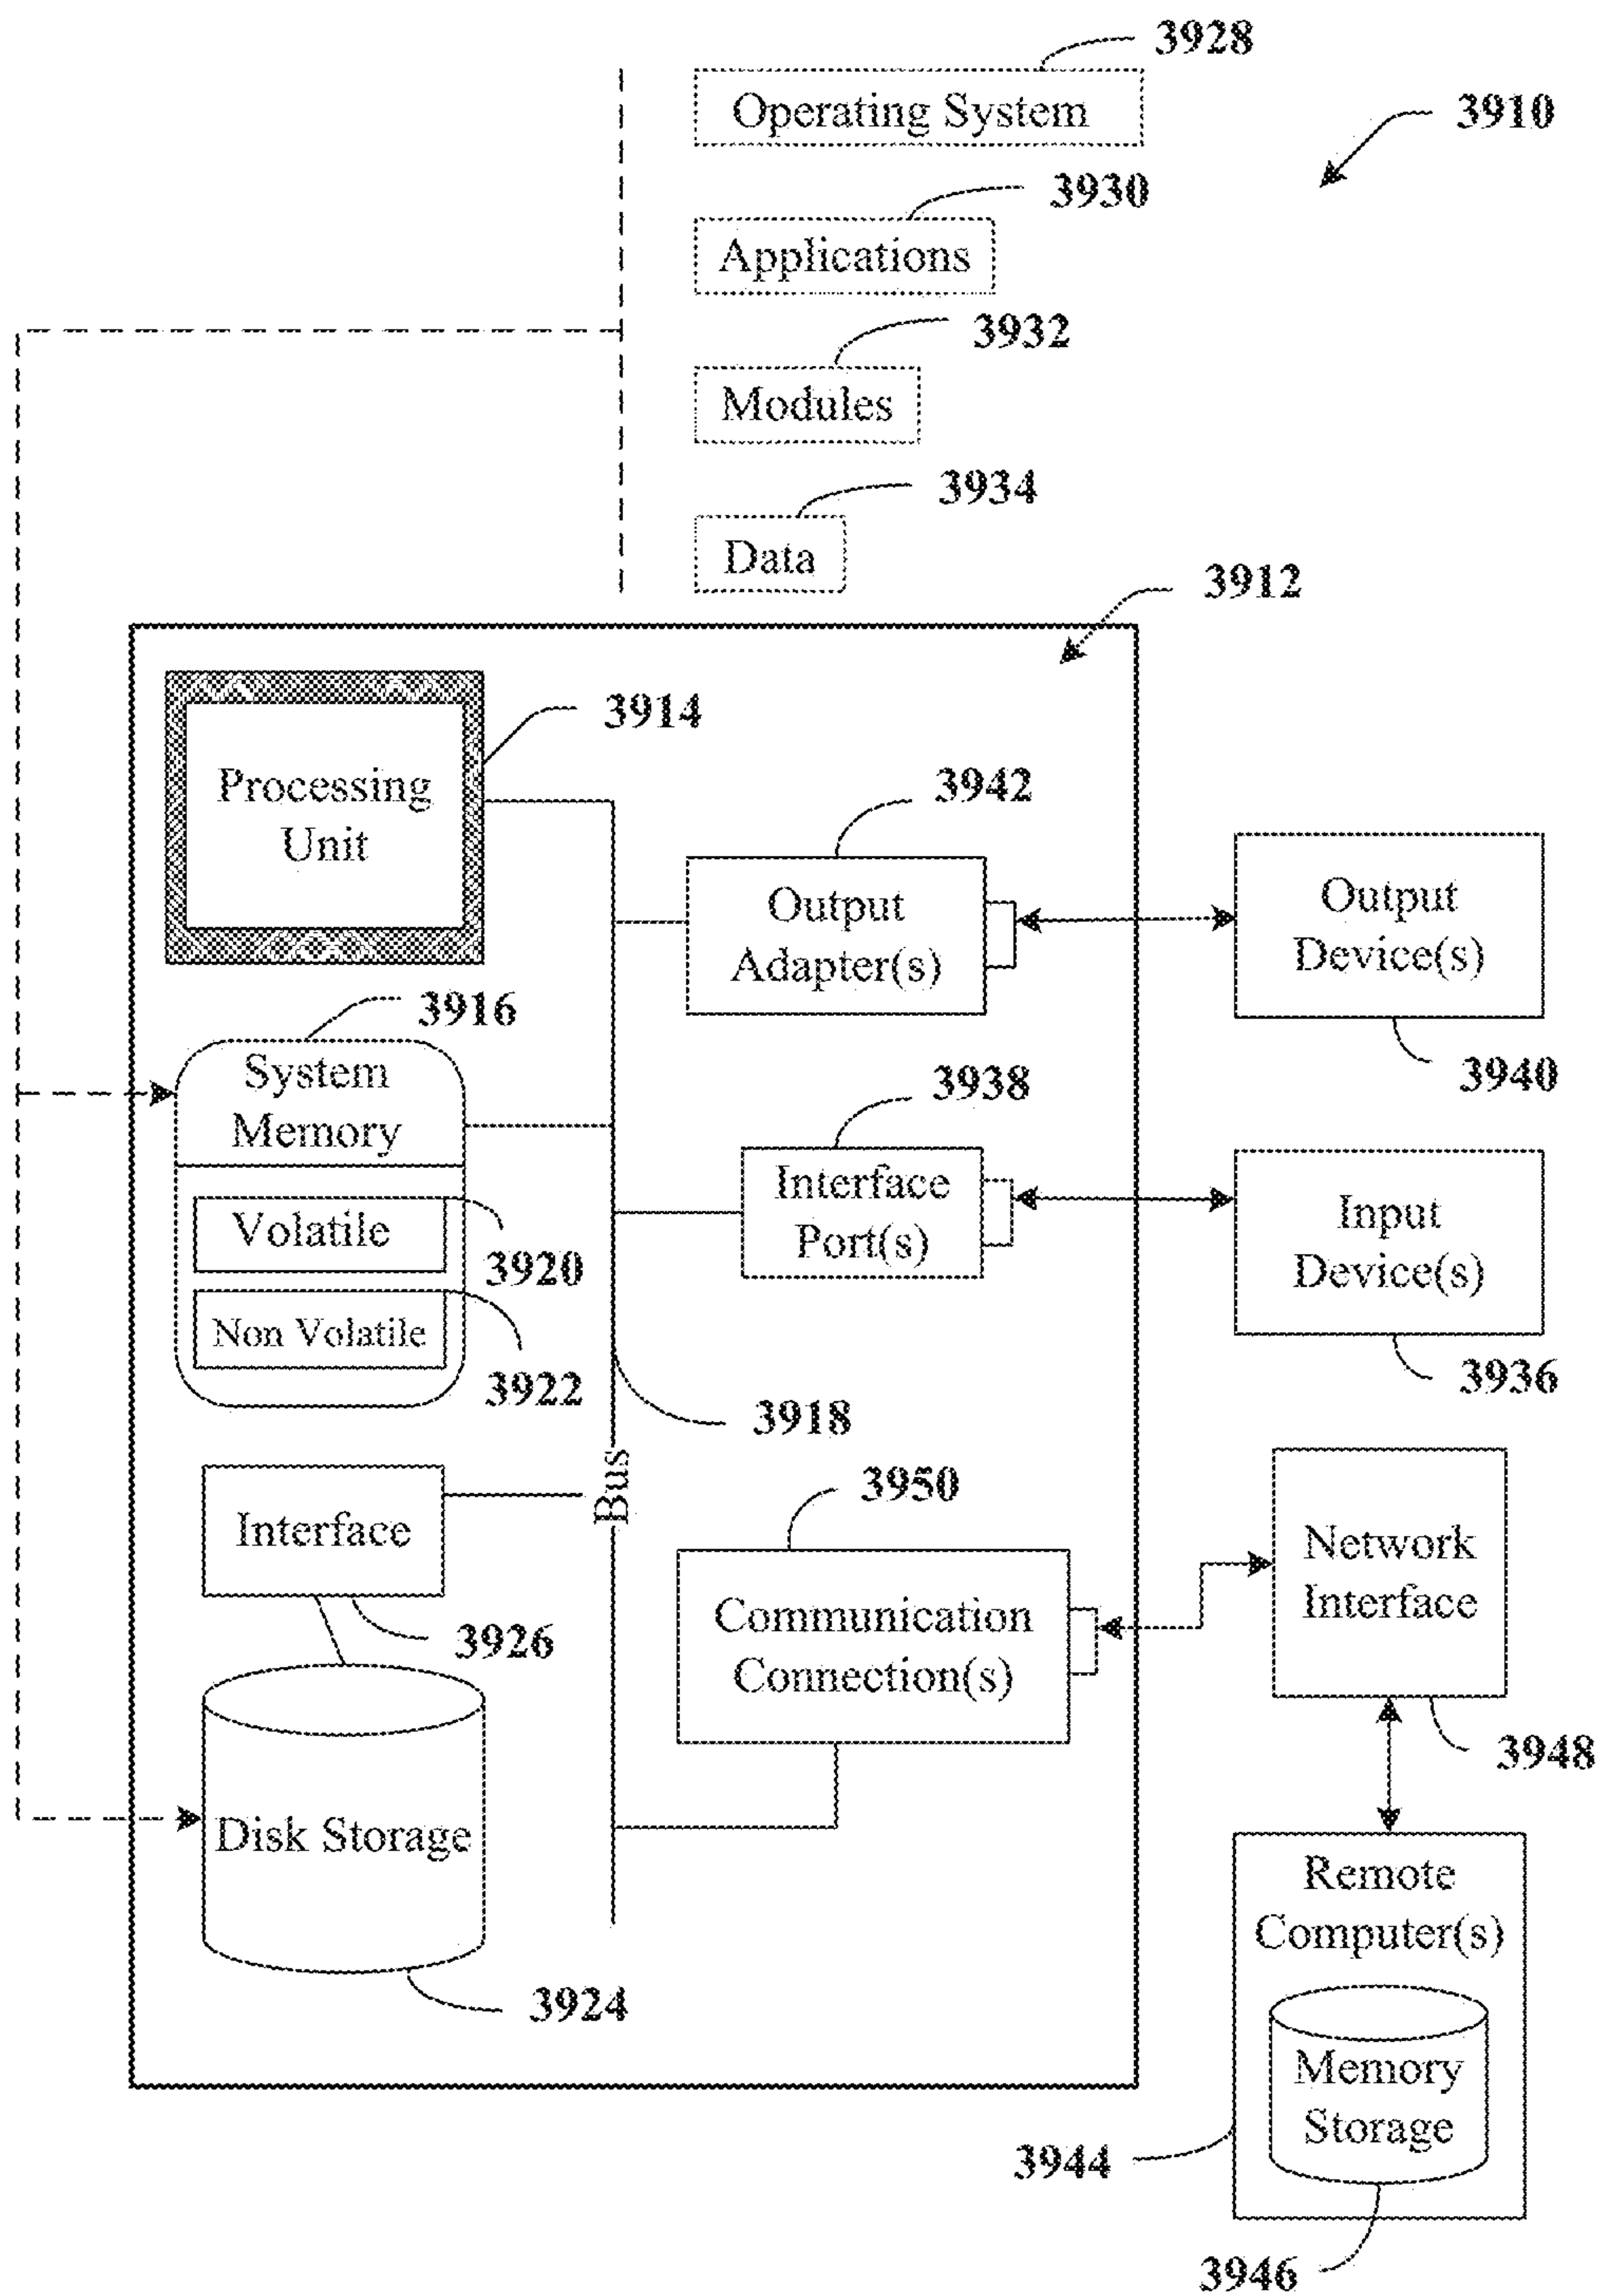 3928
Operating System
3910
3930
Applications
3932
Modules
3934
Data
3912
3914
Processing
Unit
3942
Output
Adapter(s)
Output
Device(s)
3940
3916
System
Memory
Volatile
3920
Non Volatile
3922
3938
Interface
Port(s)
Input
Device(s)
3936
3918
Bus
3950
Interface
3926
Communication
Connection(s)
Network
Interface
3948
Disk Storage
3924
Remote
Computer(s)
Memory
Storage
3944
3946